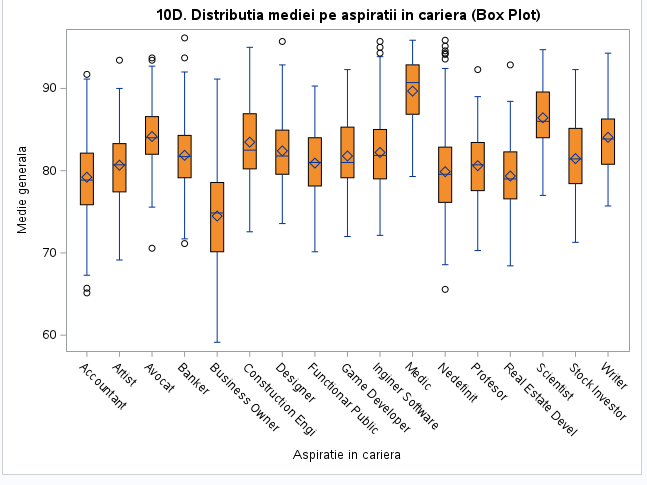 10D. Distributia mediei pe aspiratii in cariera (Box Plot)
Medie generala
90
80
70
60
Accountant
Artist
Avocat
Banker
Business Owner
Construction Engi
Designer
Functionar Public
Game Developer
Inginer Software
Medic
Nedefinit
Profesor
Real Estate Devel
Scientist
Stock Investor
Writer
Aspiratie in cariera